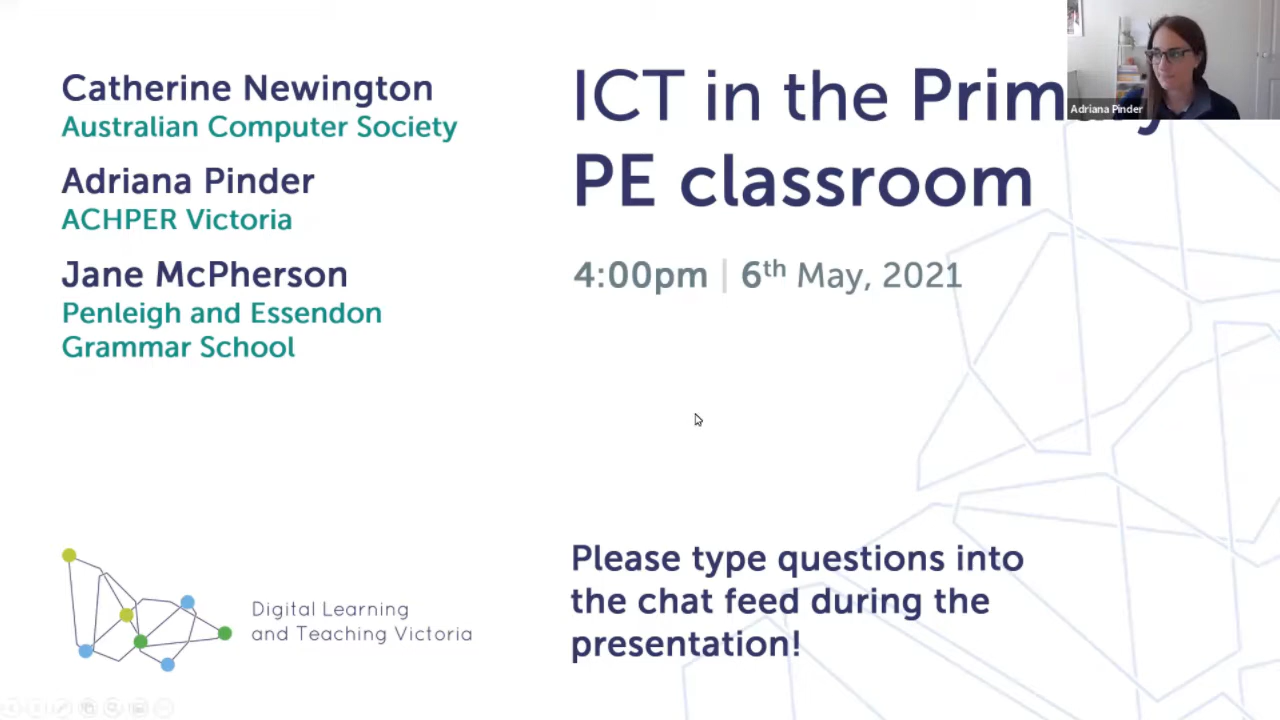 Catherine Newington
Australian Computer Society
Adriana Pinder
ACHPER Victoria
Jane McPherson
Penleigh and Essendon
Grammar School
ICT in the Prim
PE classroom
4:00pm | 6th May, 2021
Adriana Pinder
Please type questions into
the chat feed during the
presentation!
Digital Learning
and Teaching Victoria